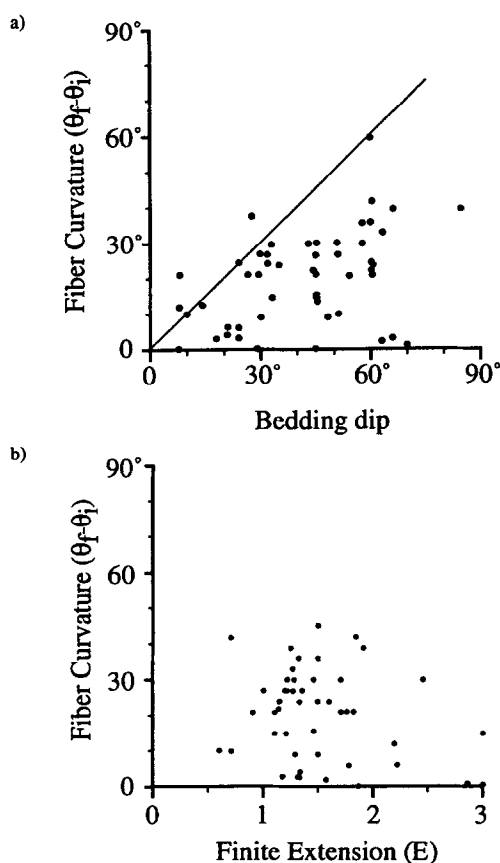 a)
90°
60°
30°
0
Fiber Curvature (θf-θi)
0 30° 60° 90°
Bedding dip
b)
90°
60
30
0
Fiber Curvature (θf-θi)
0 1 2 3
Finite Extension (E)